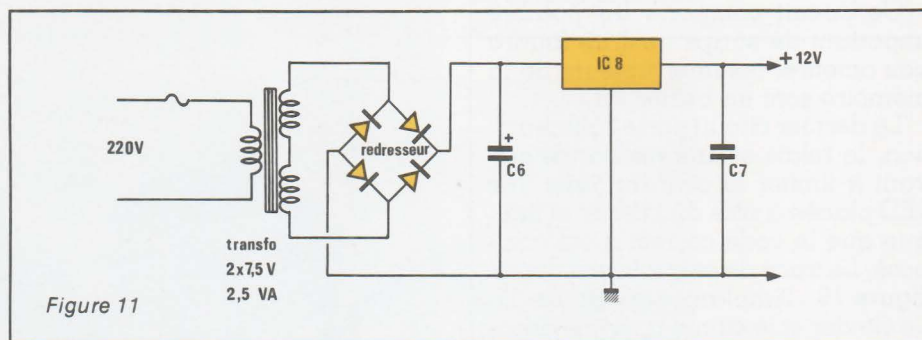 220V
transfo
2x7,5 V
2,5 VA
redresseur
+
C6
IC 8
C7
+ 12V
Figure 11